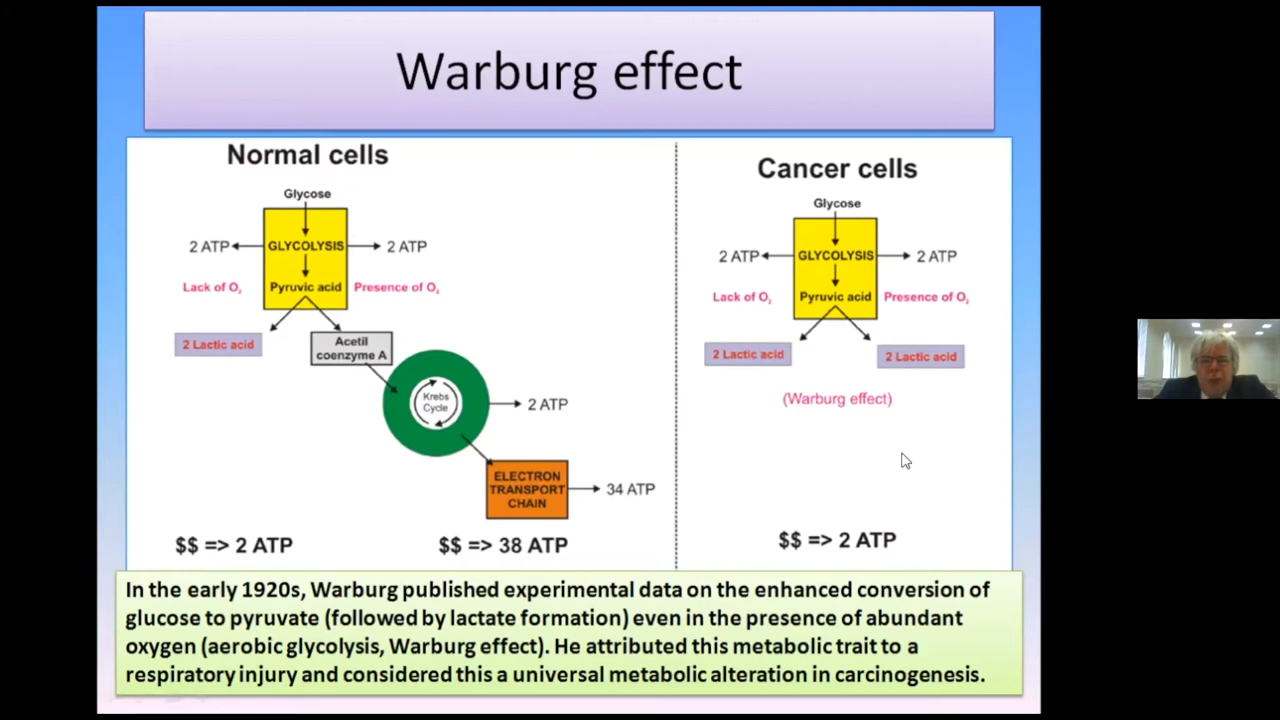 Warburg effect
Normal cells
Glycose
2 ATP
GLYCOLYSIS
2 ATP
Lack of O₂
Pyruvic acid
Presence of O₂
2 Lactic acid
Acetil
coenzyme A
Krebs
Cycle
2 ATP
ELECTRON
TRANSPORT
CHAIN
34 ATP
$$ => 2 ATP
$$ => 38 ATP
Cancer cells
Glycose
2 ATP
GLYCOLYSIS
2 ATP
Lack of O₂
Pyruvic acid
Presence of O₂
2 Lactic acid
2 Lactic acid
(Warburg effect)
$$ => 2 ATP
In the early 1920s, Warburg published experimental data on the enhanced conversion of
glucose to pyruvate (followed by lactate formation) even in the presence of abundant
oxygen (aerobic glycolysis, Warburg effect). He attributed this metabolic trait to a
respiratory injury and considered this a universal metabolic alteration in carcinogenesis.